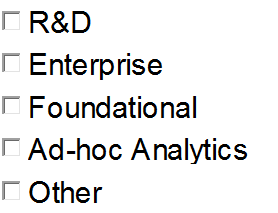 R&D
Enterprise
Foundational
Ad-hoc Analytics
Other